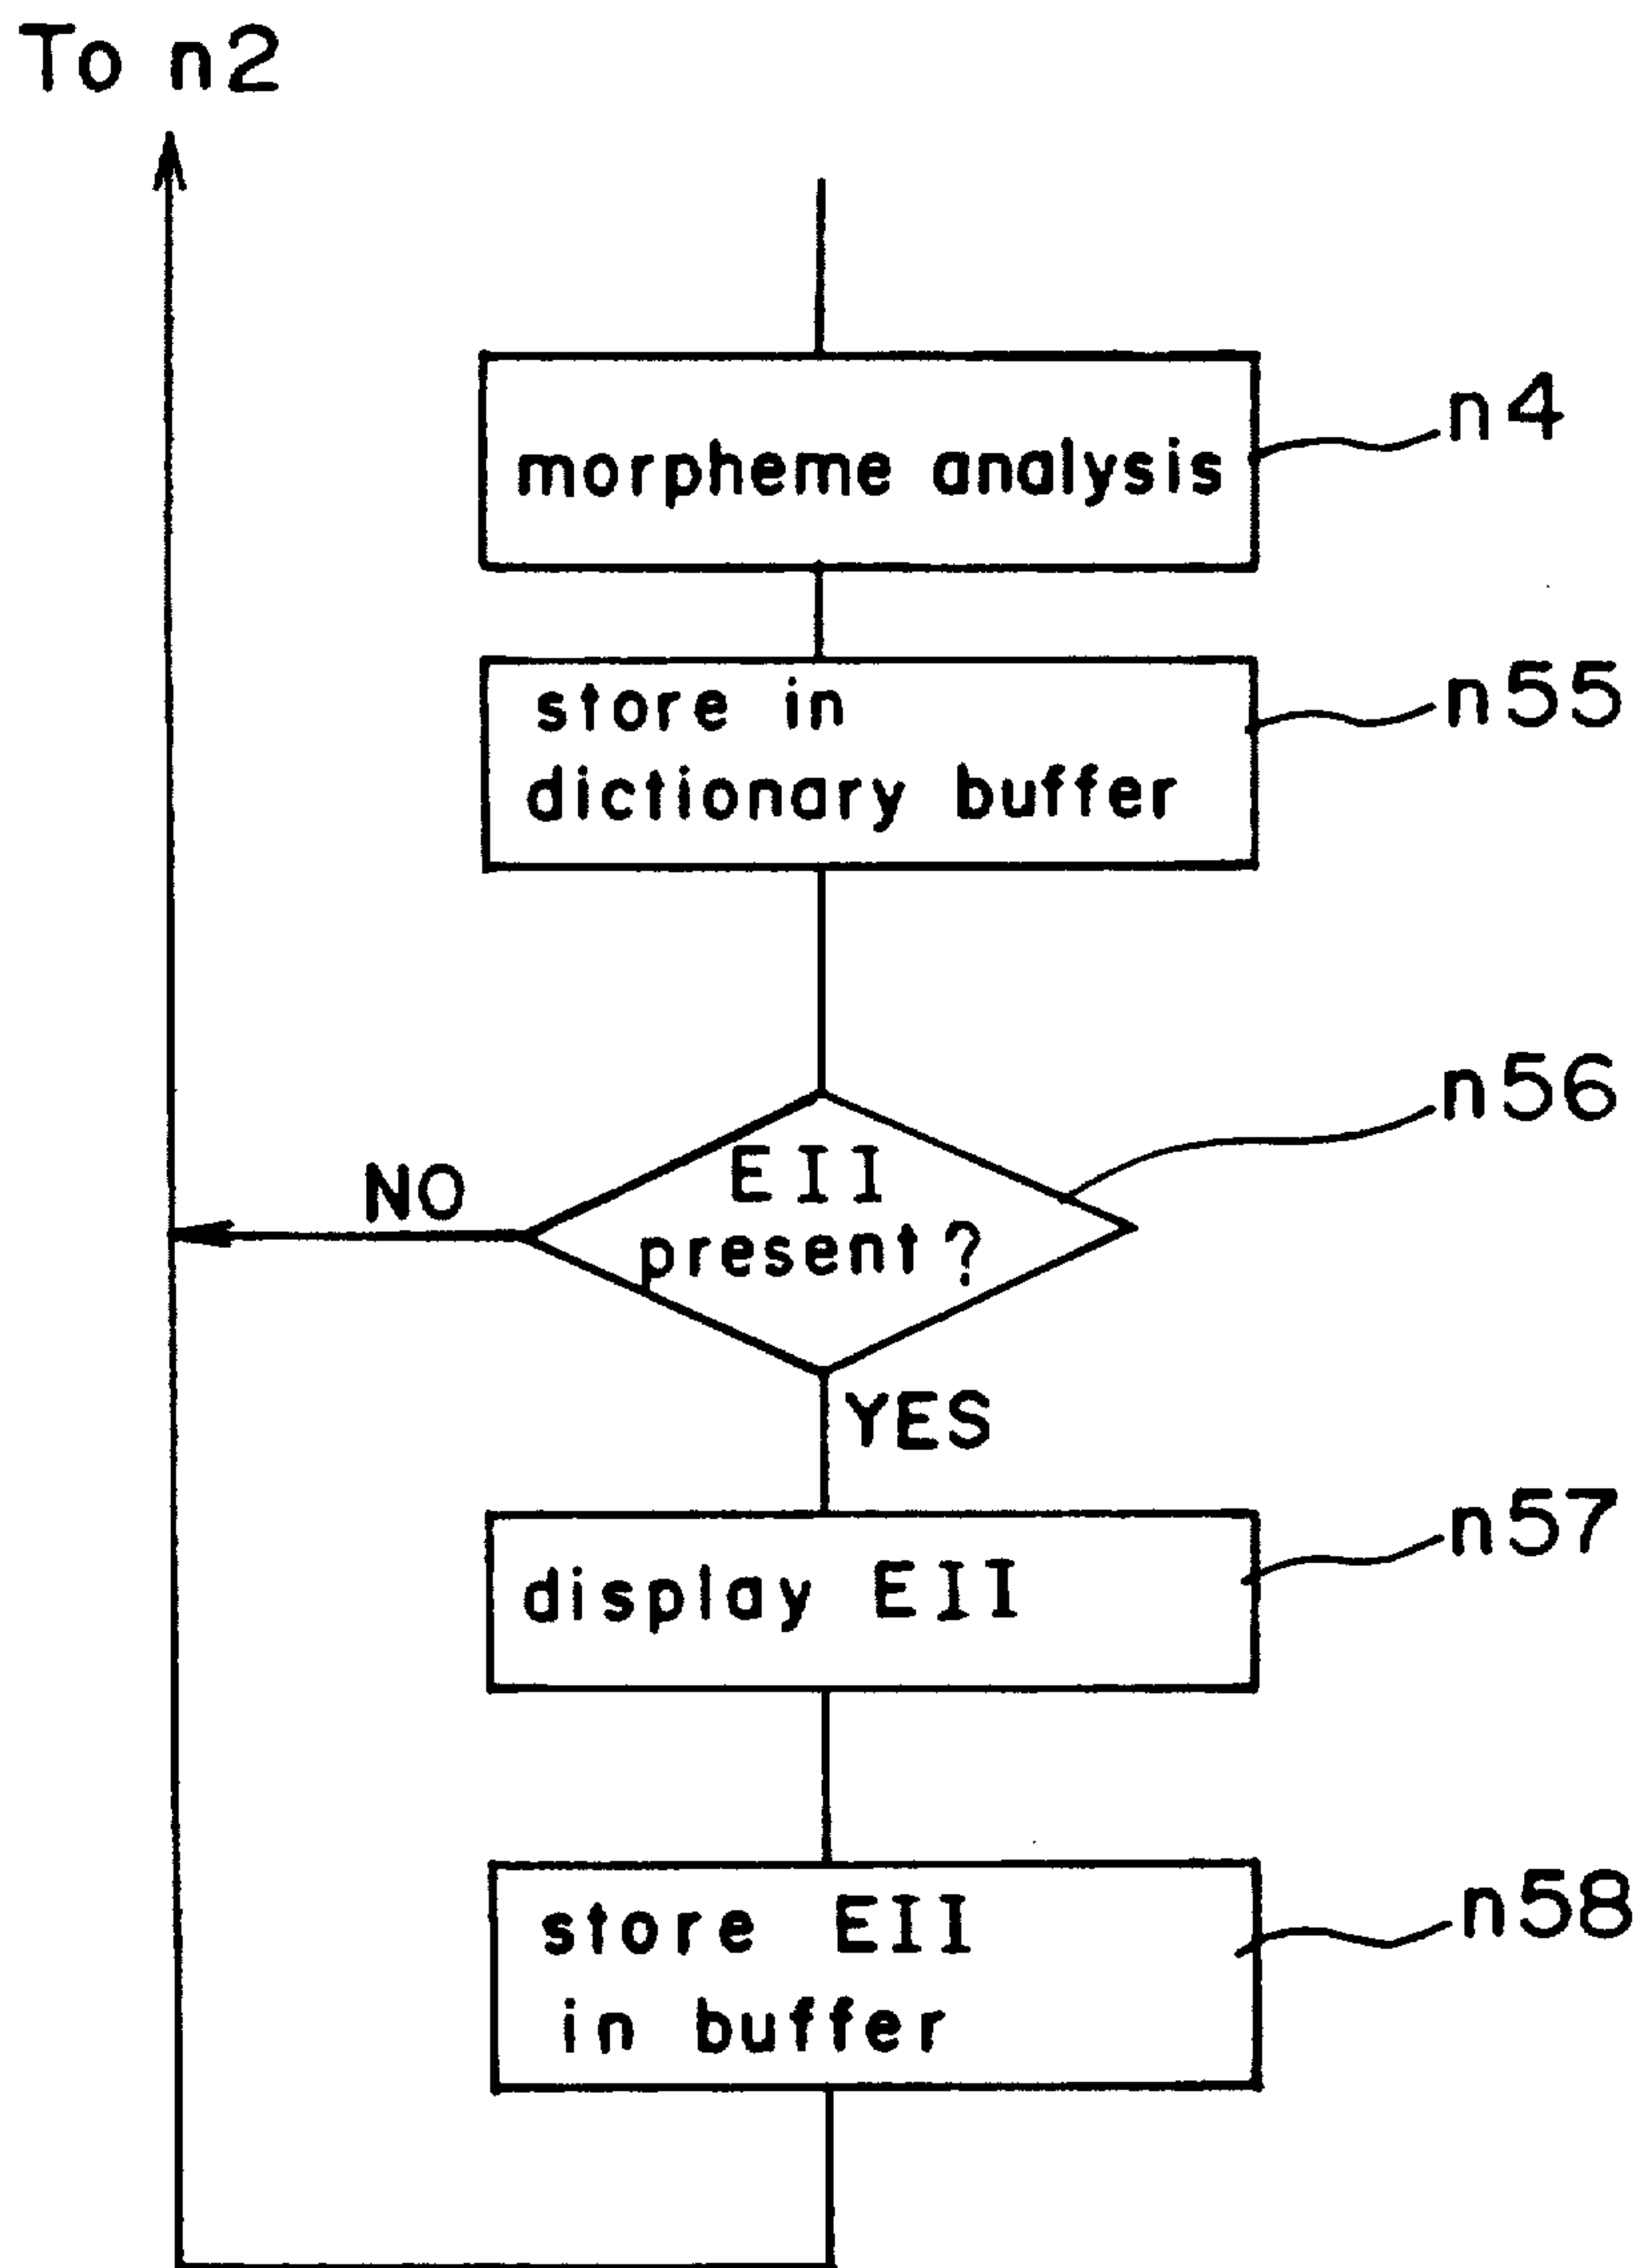 To n2
morpheme analysis
n4
store in
dictionary buffer
n55
n56
EII
present?
NO
YES
display EII
n57
store EII
in buffer
n58